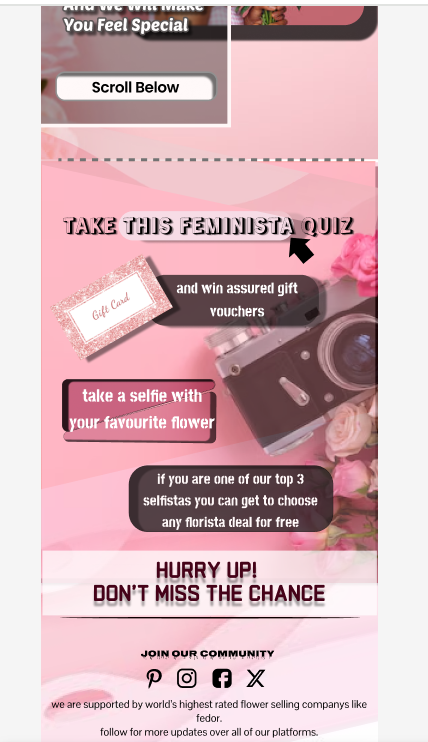 And We Will Make
You Feel Special
Scroll Below
TAKE THIS FEMINISTA QUIZ
Gift Card
and win assured gift
vouchers
take a selfie with
your favourite flower
if you are one of our top 3
selfistas you can get to choose
any florista deal for free
HURRY UP!
DON'T MISS THE CHANCE
JOIN OUR COMMUNITY
we are supported by world's highest rated flower selling companys like
fedor.
follow for more updates over all of our platforms.